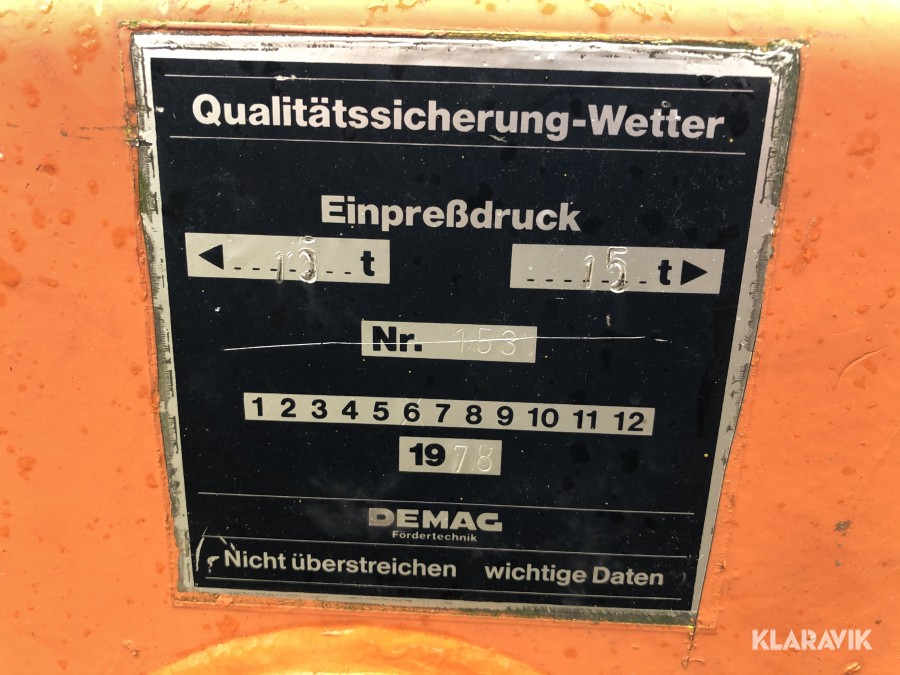 Qualitätssicherung-Wetter
Einpreßdruck
15 t 15 t
Nr. 153
1 2 3 4 5 6 7 8 9 10 11 12
1978
DEMAG
Fördertechnik
Nicht überstreichen wichtige Daten
KLARAVIK